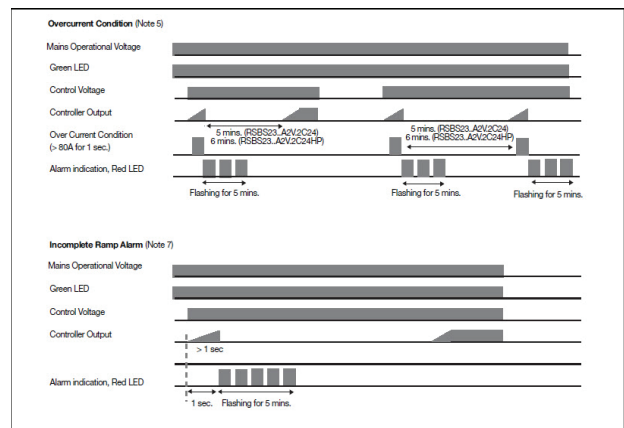 Overcurrent Condition (Note 5)
Mains Operational Voltage
Green LED
Control Voltage
Controller Output
5 mins. (RSBS23..A2V.2C24)
6 mins. (RSBS23..A2V.2C24HP)
5 mins. (RSBS23..A2V.2C24)
6 mins. (RSBS23..A2V.2C24HP)
Over Current Condition
(> 80A for 1 sec.)
Alarm indication, Red LED
Flashing for 5 mins.
Flashing for 5 mins.
Flashing for 5 mins.
Incomplete Ramp Alarm (Note 7)
Mains Operational Voltage
Green LED
Control Voltage
Controller Output
> 1 sec
Alarm indication, Red LED
1 sec.
Flashing for 5 mins.